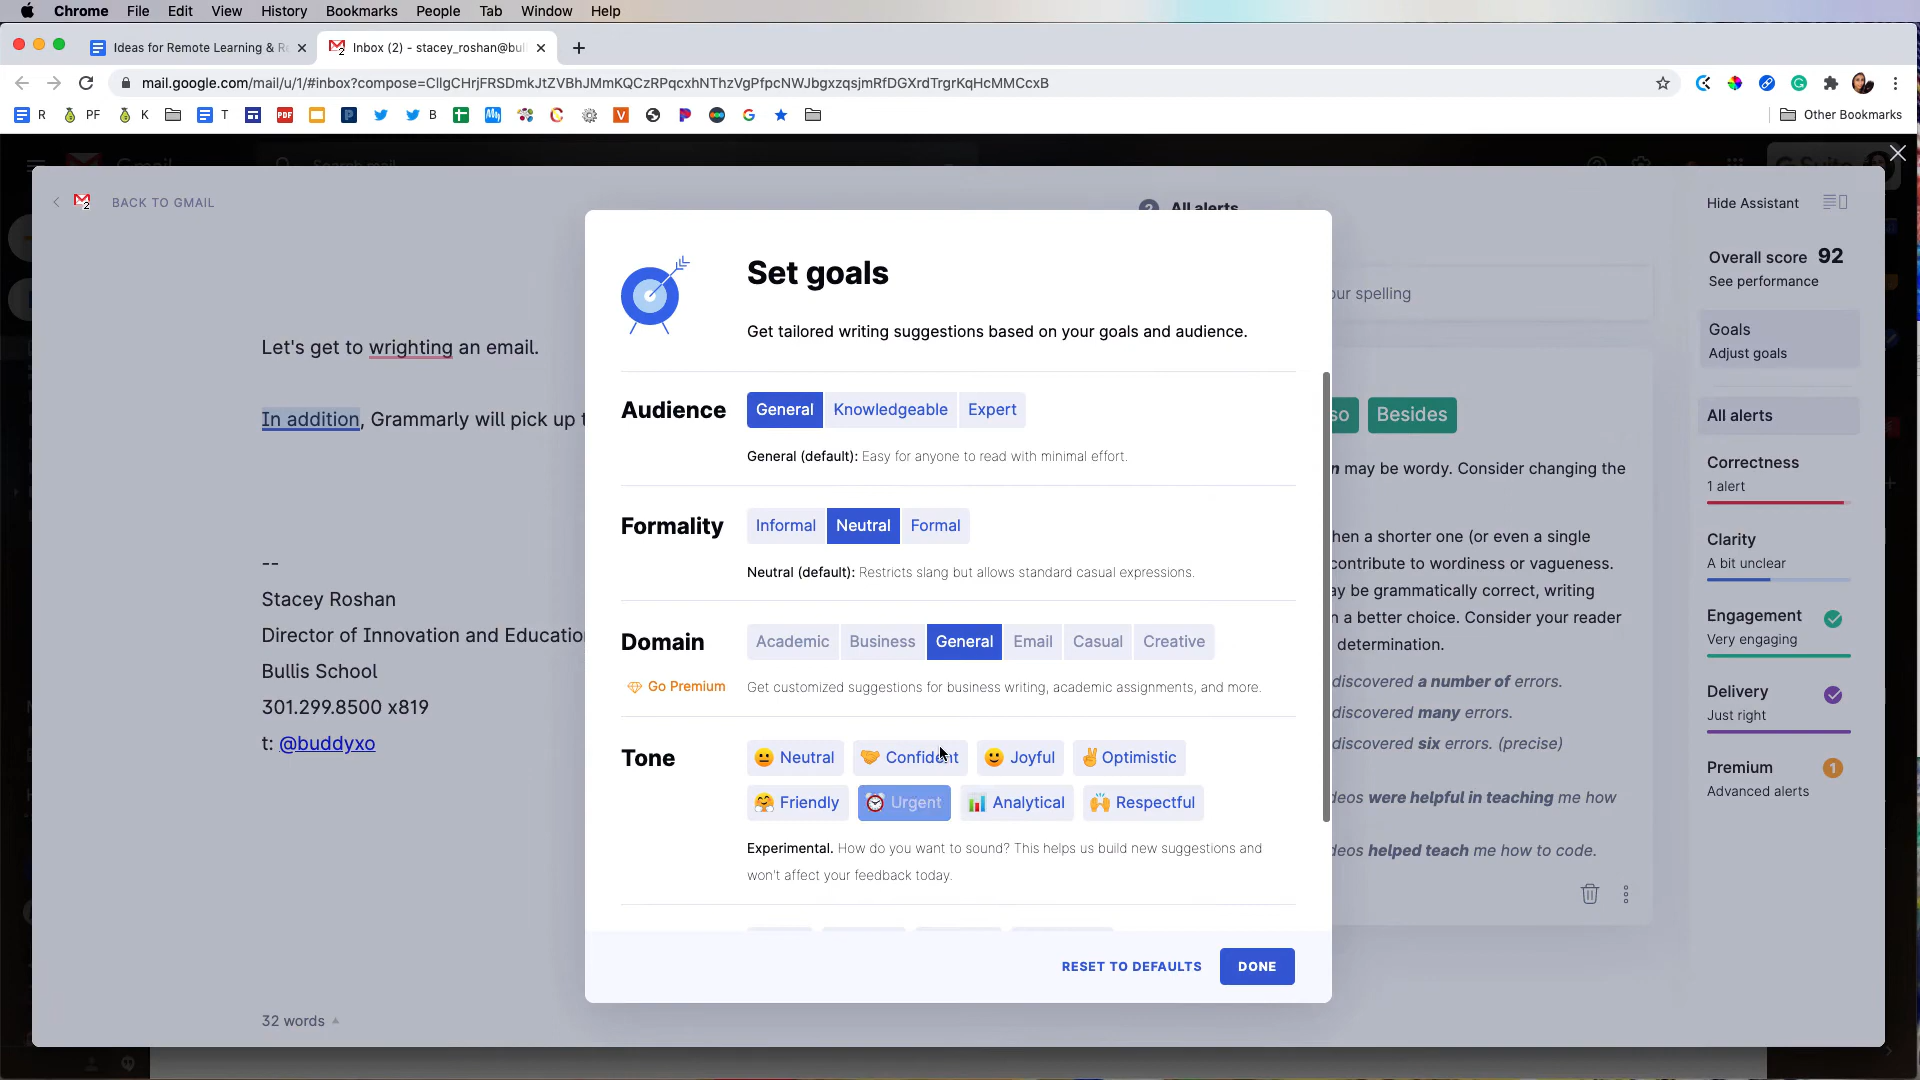 Chrome File Edit View History Bookmarks People Tab Window Help
Ideas for Remote Learning & R
Inbox (2) - stacey_roshan@bul
mail.google.com/mail/u/1/#inbox?compose=CllgCHrjFRSDmkJtZVBhJMmKQCzRPqcxhNThzVgPfpcNWJbgxzqsjmRfDGXrdTrgrKqHcMMCcxB
R PF K T B Other Bookmarks
Gmail
Search mail
BACK TO GMAIL
All alerts
Hide Assistant
Let's get to wrighting an email.
In addition, Grammarly will pick up t
--
Stacey Roshan
Director of Innovation and Educatio
Bullis School
301.299.8500 x819
t: @buddyxo
32 words
Set goals
Get tailored writing suggestions based on your goals and audience.
Audience General Knowledgeable Expert
General (default): Easy for anyone to read with minimal effort.
Formality Informal Neutral Formal
Neutral (default): Restricts slang but allows standard casual expressions.
Domain Academic Business General Email Casual Creative
Go Premium Get customized suggestions for business writing, academic assignments, and more.
Tone Neutral Confident Joyful Optimistic
Friendly Urgent Analytical Respectful
Experimental. How do you want to sound? This helps us build new suggestions and
won't affect your feedback today.
RESET TO DEFAULTS DONE
our spelling
so Besides
n may be wordy. Consider changing the
hen a shorter one (or even a single
contribute to wordiness or vagueness.
ay be grammatically correct, writing
n a better choice. Consider your reader
determination.
discovered a number of errors.
discovered many errors.
discovered six errors. (precise)
deos were helpful in teaching me how
deos helped teach me how to code.
Overall score 92
See performance
Goals
Adjust goals
All alerts
Correctness
1 alert
Clarity
A bit unclear
Engagement
Very engaging
Delivery
Just right
Premium 1
Advanced alerts